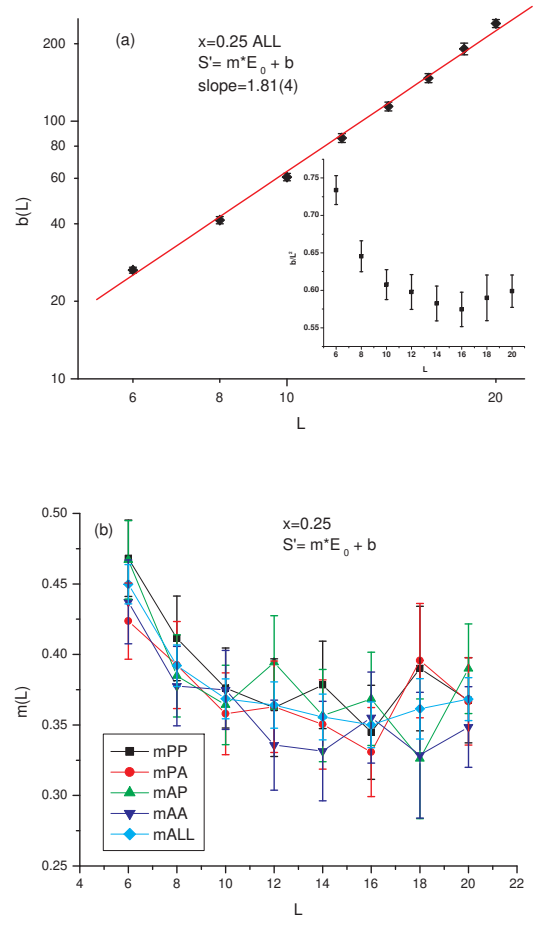 (a)
x=0.25 ALL
S'= m*E0 + b
slope=1.81(4)
b(L)
200
100
80
60
40
20
10
6
8
10
20
L
b/L²
0.75
0.70
0.65
0.60
0.55
6 8 10 12 14 16 18 20
L
(b)
x=0.25
S'= m*E0 + b
m(L)
0.50
0.45
0.40
0.35
0.30
0.25
mPP
mPA
mAP
mAA
mALL
4 6 8 10 12 14 16 18 20 22
L